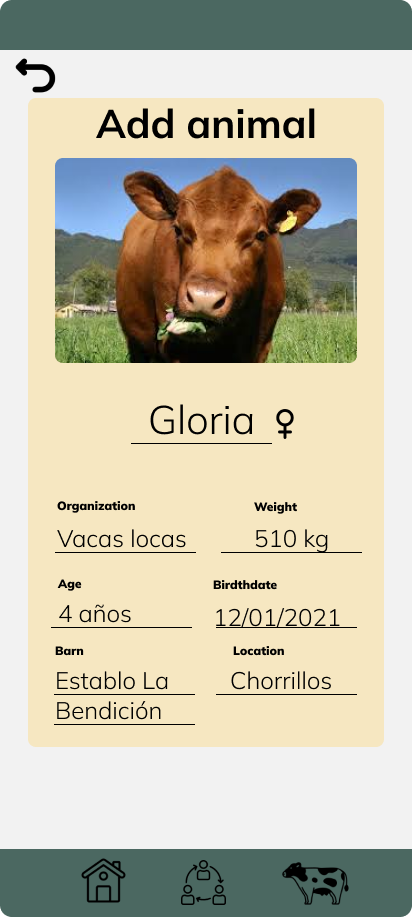 Add animal
Gloria ♀
Organization
Weight
Vacas locas
510 kg
Age
Birdthdate
4 años
12/01/2021
Barn
Location
Establo La
Chorrillos
Bendición